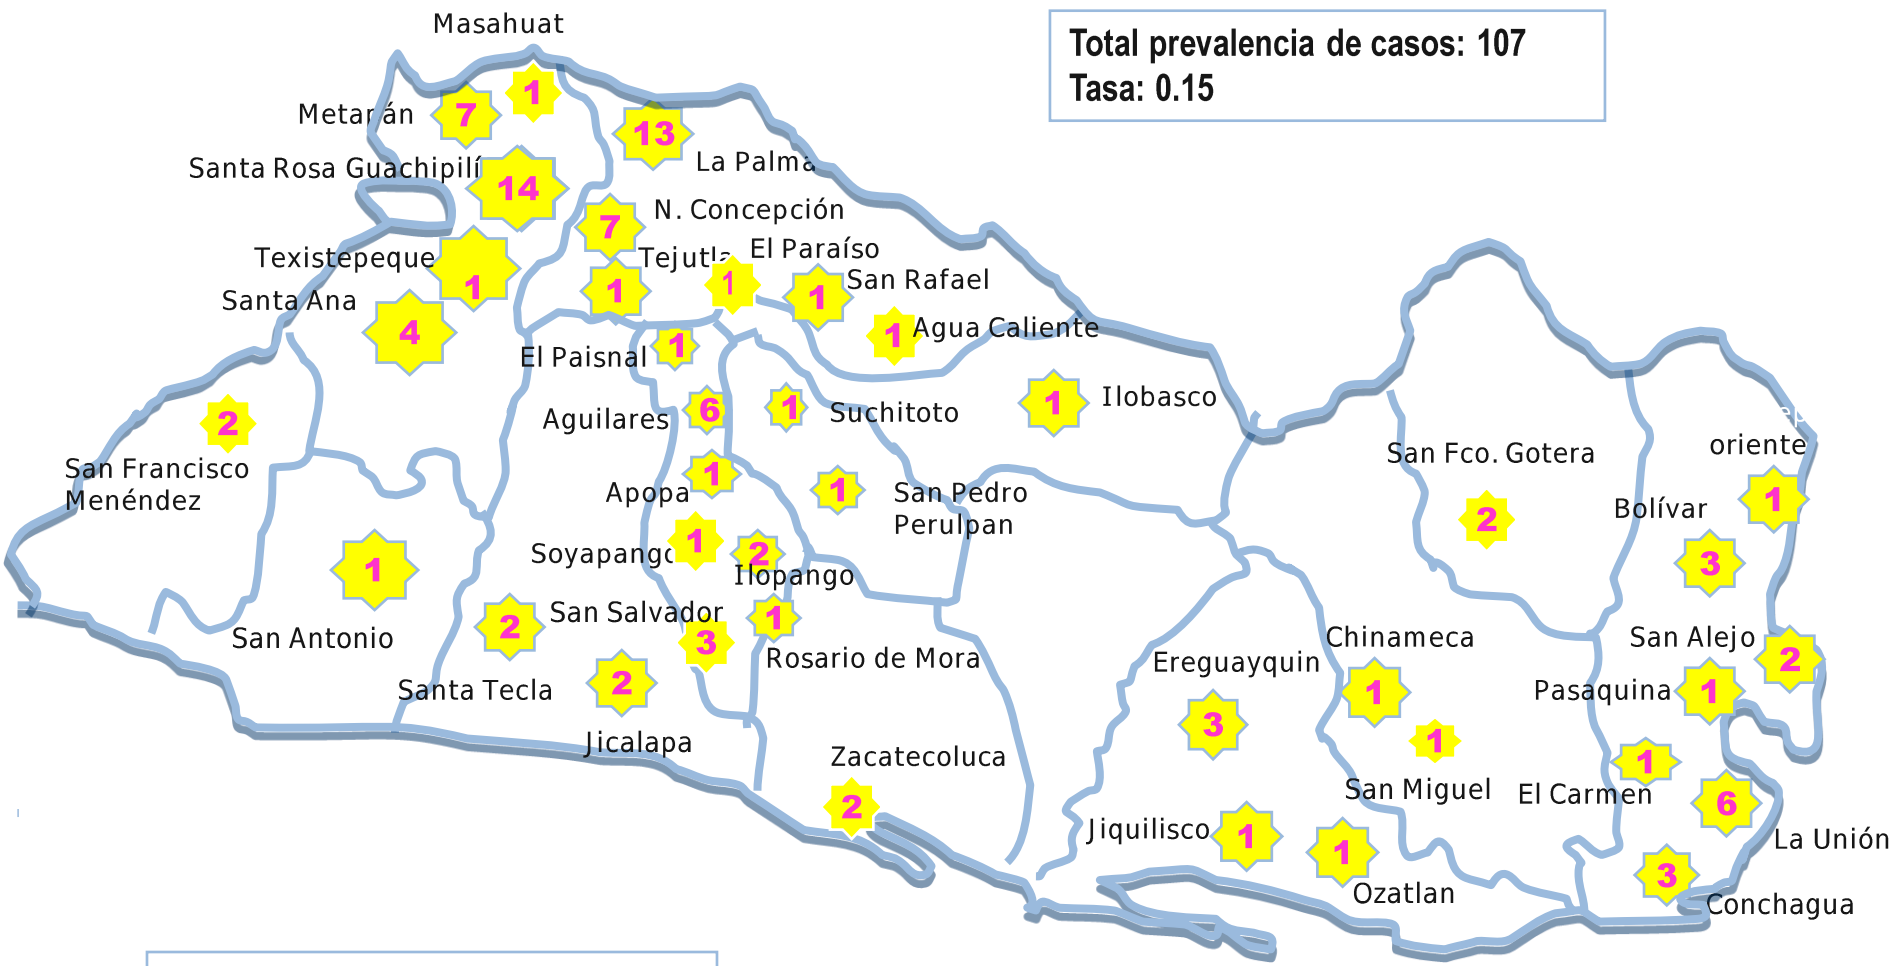 Masahuat
Total prevalencia de casos: 107
Tasa: 0.15
1
7
Metapán
13
La Palma
Santa Rosa Guachipilí
14
N. Concepción
7
El Paraíso
Texistepeque
Tejutla
1
San Rafael
1
1
1
Santa Ana
4
1
Agua Caliente
El Paisnal
1
Ilobasco
1
2
Aguilares
6
1
Suchitoto
San Fco. Gotera
oriente
San Francisco
Menéndez
1
Apopa
1
San Pedro
Perulpan
2
Bolívar
1
Soyapango
1
2
Ilopango
3
1
San Antonio
2
San Salvador
3
1
Rosario de Mora
Chinameca
San Alejo
2
Ereguayquin
Santa Tecla
2
Jicalapa
3
1
Pasaquina
1
1
San Miguel
Zacatecoluca
2
1
El Carmen
6
La Unión
Jiquilisco
1
1
Ozatlan
3
Conchagua